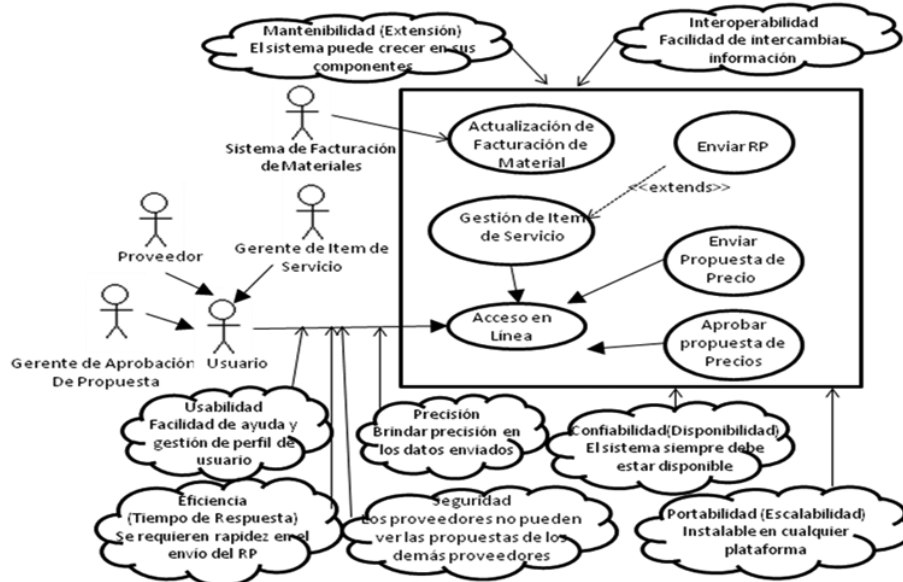 Mantenibilidad (Extensión)
El sistema puede crecer en sus
componentes
Interoperabilidad
Facilidad de intercambiar
información
Sistema de Facturación
de Materiales
Actualización de
Facturación de
Material
Enviar RP
<<extends>>
Proveedor
Gerente de Item de
Servicio
Gestión de Item
de Servicio
Enviar
Propuesta de
Precio
Gerente de Aprobación
De Propuesta
Usuario
Acceso en
Línea
Aprobar
propuesta de
Precios
Usabilidad
Facilidad de ayuda y
gestión de perfil de
usuario
Precisión
Brindar precisión en
los datos enviados
Confiabilidad(Disponibilidad)
El sistema siempre debe
estar disponible
Eficiencia
(Tiempo de Respuesta)
Se requieren rapidez en el
envío del RP
Seguridad
Los proveedores no pueden
ver las propuestas de los
demás proveedores
Portabilidad (Escalabilidad)
Instalable en cualquier
plataforma